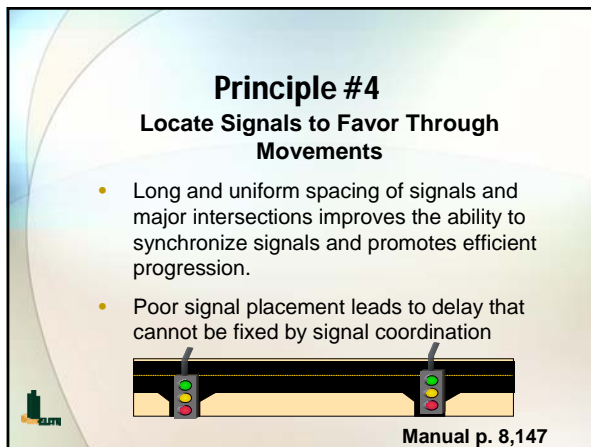 Principle #4
Locate Signals to Favor Through
Movements
• Long and uniform spacing of signals and
major intersections improves the ability to
synchronize signals and promotes efficient
progression.
• Poor signal placement leads to delay that
cannot be fixed by signal coordination
Manual p. 8,147